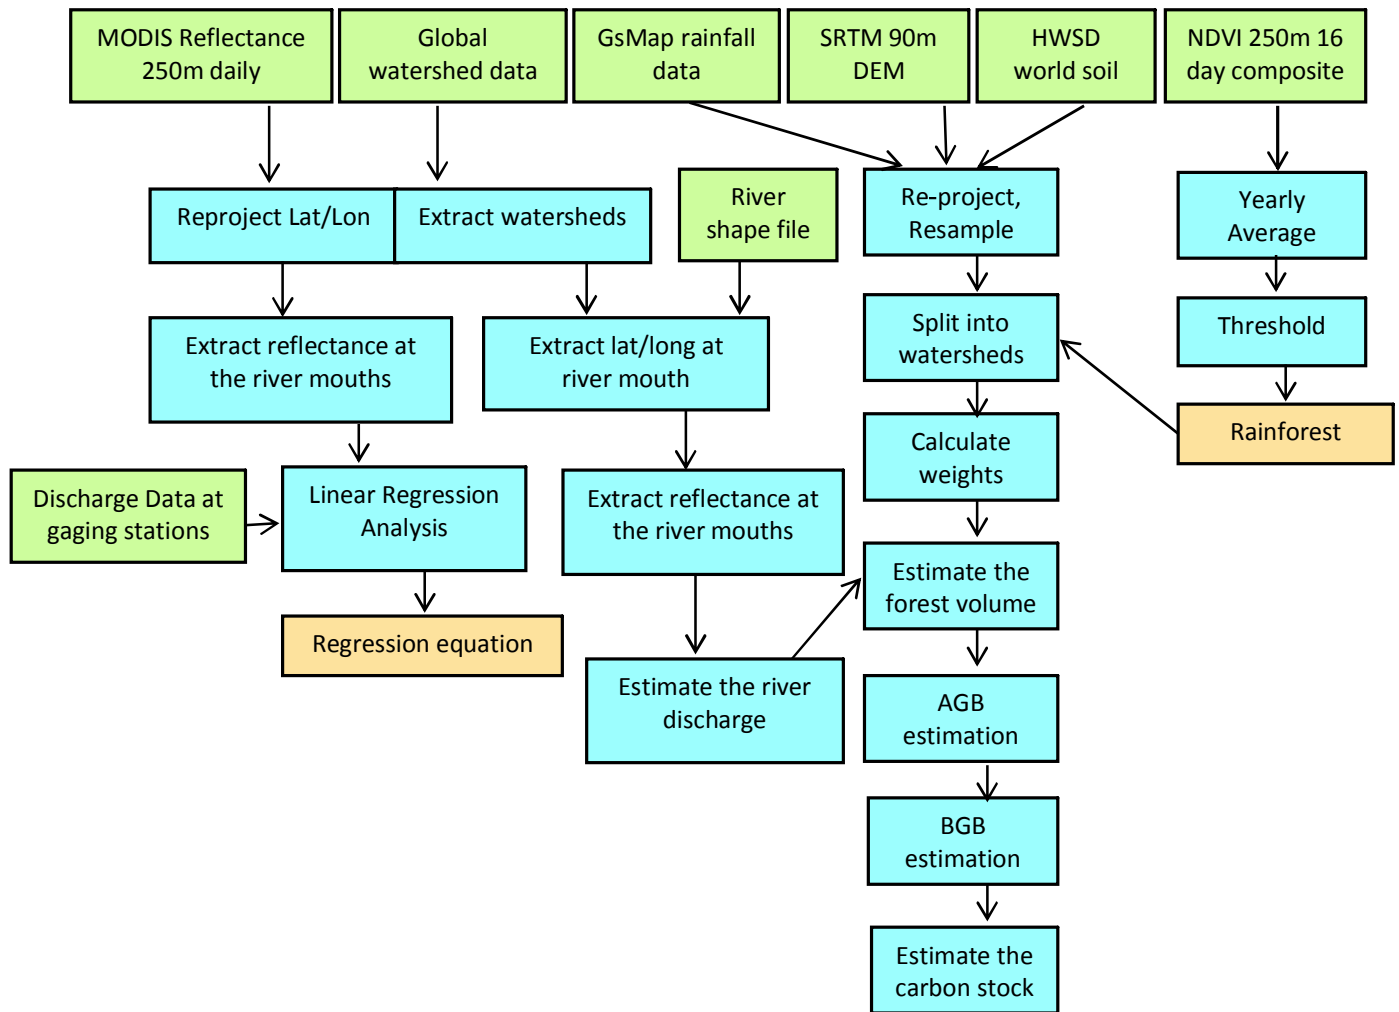 MODIS Reflectance
250m daily
Global
watershed data
GsMap rainfall
data
SRTM 90m
DEM
HWSD
world soil
NDVI 250m 16
day composite
Reproject Lat/Lon
Extract watersheds
River
shape file
Re-project,
Resample
Yearly
Average
Extract reflectance at
the river mouths
Extract lat/long at
river mouth
Split into
watersheds
Threshold
Rainforest
Calculate
weights
Discharge Data at
gaging stations
Linear Regression
Analysis
Extract reflectance at
the river mouths
Estimate the
forest volume
Regression equation
Estimate the river
discharge
AGB
estimation
BGB
estimation
Estimate the
carbon stock